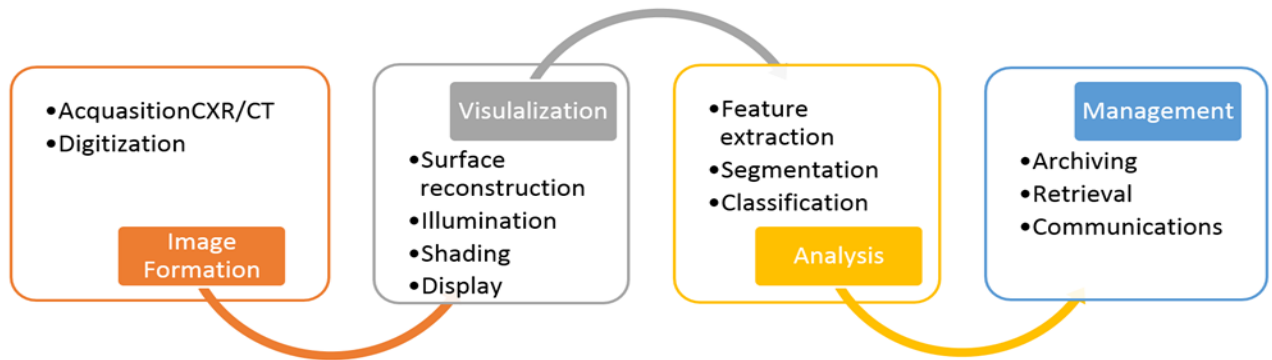 •AcquasitionCXR/CT
•Digitization
Image
Formation
Visulalization
•Surface
reconstruction
•Illumination
•Shading
•Display
•Feature
extraction
•Segmentation
•Classification
Analysis
Management
•Archiving
•Retrieval
•Communications